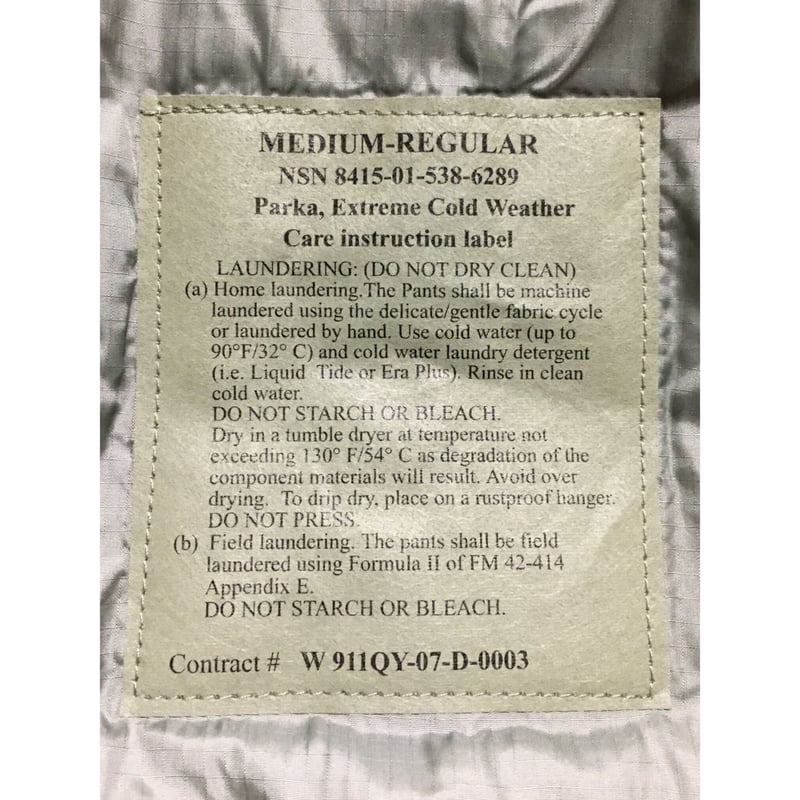 MEDIUM-REGULAR
NSN 8415-01-538-6289
Parka, Extreme Cold Weather
Care instruction label
LAUNDERING: (DO NOT DRY CLEAN)
(a) Home laundering.The Pants shall be machine
laundered using the delicate/gentle fabric cycle
or laundered by hand. Use cold water (up to
90°F/32° C) and cold water laundry detergent
(i.e. Liquid Tide or Era Plus). Rinse in clean
cold water.
DO NOT STARCH OR BLEACH.
Dry in a tumble dryer at temperature not
exceeding 130° F/54° C as degradation of the
component materials will result. Avoid over
drying. To drip dry, place on a rustproof hanger.
DO NOT PRESS.
(b) Field laundering. The pants shall be field
laundered using Formula II of FM 42-414
Appendix E.
DO NOT STARCH OR BLEACH.
Contract # W 911QY-07-D-0003